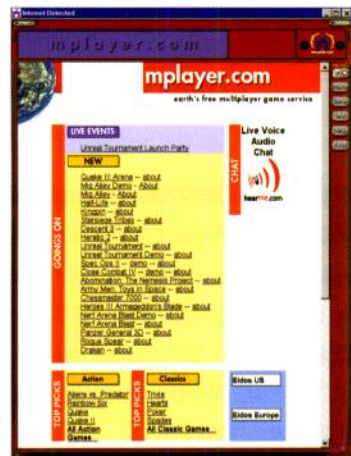 Internet Detected
mplayer.com
mplayer.com
earth's free multiplayer game service
LIVE EVENTS
Unreal Tournament Launch Party
NEW
GOINGS ON
Quake III Arena -- about
Mig Alley Demo - About
Mig Alley - About
Half-Life -- about
Kingpin -- about
Starsiege Tribes -- about
Descent 3 -- about
Heretic 2 -- about
Unreal Tournament -- about
Unreal Tournament Demo -- about
Spec Ops II -- demo -- about
Close Combat IV -- demo -- about
Abomination: The Nemesis Project -- about
Army Men: Toys in Space -- about
Chessmaster 7000 -- about
Heroes III Armageddon's Blade -- about
Nerf Arena Blast Demo -- about
Nerf Arena Blast -- about
Panzer General 3D -- about
Rogue Spear -- about
Drakan -- about
CHAT
Live Voice
Audio
Chat
hearme.com
TOP PICKS
Action
Aliens vs. Predator
Rainbow Six
Quake
Quake II
All Action
Games...
TOP PICKS
Classics
Trivia
Hearts
Poker
Spades
All Classic Games...
Eidos US
Eidos Europe